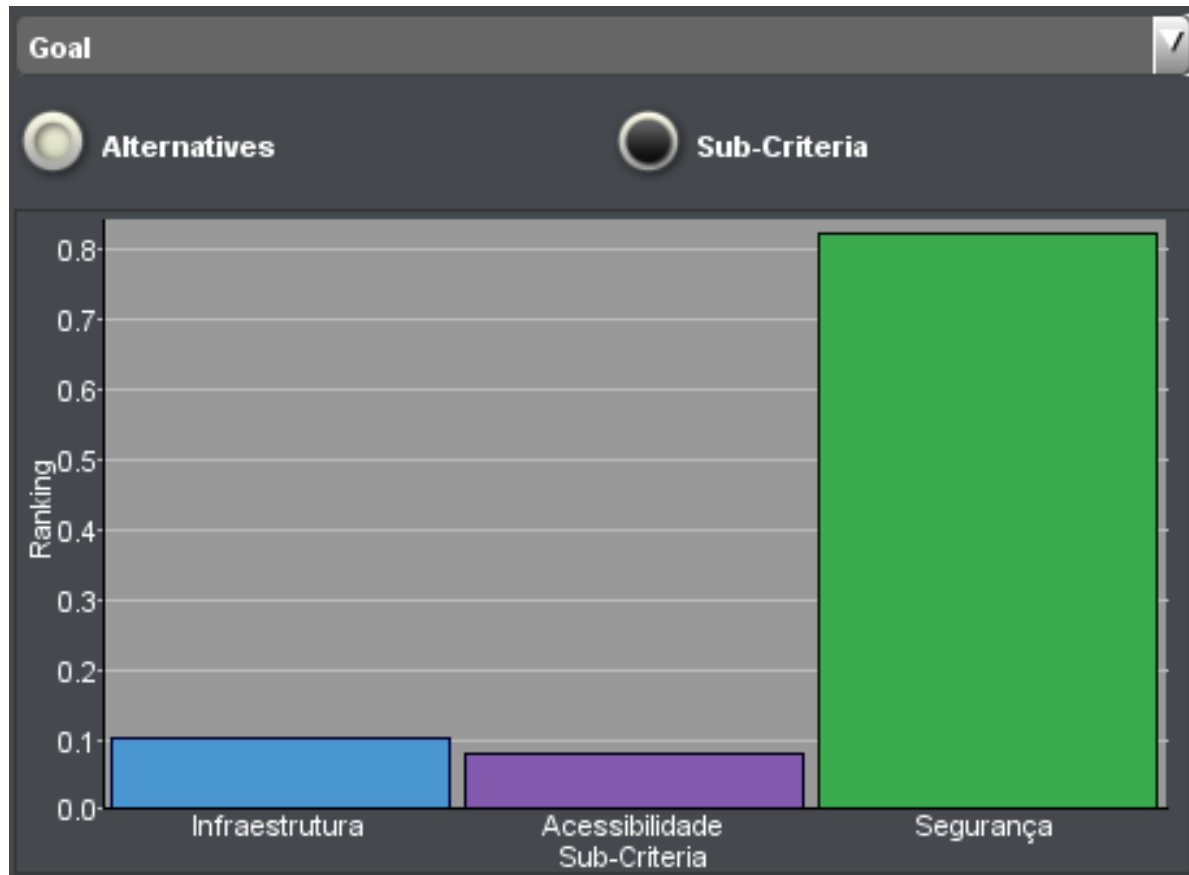 Goal
Alternatives
Sub-Criteria
0.8
0.7
0.6
0.5
0.4
0.3
0.2
0.1
0.0
Ranking
Infraestrutura
Acessibilidade
Segurança
Sub-Criteria